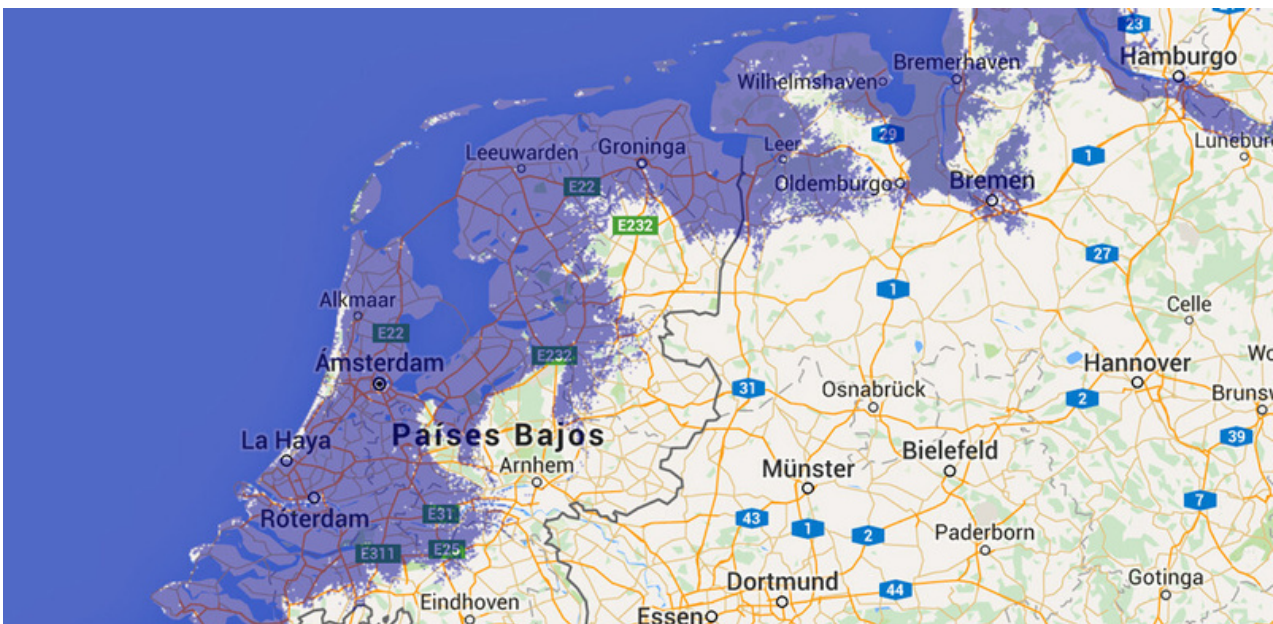 23
Hamburgo
Bremerhaven
Wilhelmshaven
29
Luneburg
Leeuwarden
Groninga
Leer
1
E22
Oldemburgo
Bremen
E232
27
1
Alkmaar
Celle
E22
E232
Ámsterdam
Hannover
Wo
31
Osnabrück
2
Brunsw
La Haya
Países Bajos
39
Arnhem
Münster
Bielefeld
Róterdam
E31
43
1
2
7
Paderborn
E311
E25
Gotinga
Dortmund
44
Eindhoven
Essen